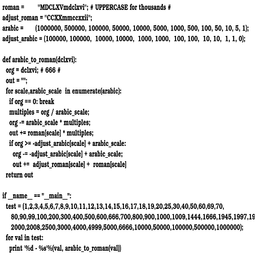 roman =        "MDCLXVmdclxvi"; # UPPERCASE for thousands #
adjust_roman = "CCXXmmccxxii";
arabic =       (1000000, 500000, 100000, 50000, 10000, 5000, 1000, 500, 100, 50, 10, 5, 1);
adjust_arabic = (100000, 100000,  10000, 10000,  1000, 1000,  100, 100,  10, 10,  1, 1, 0);
def arabic_to_roman(dclxvi):
  org = dclxvi; # 666 #
  out = "";
  for scale,arabic_scale  in enumerate(arabic):
    if org == 0: break
    multiples = org / arabic_scale;
    org -= arabic_scale * multiples;
    out += roman[scale] * multiples;
    if org >= -adjust_arabic[scale] + arabic_scale:
      org -= -adjust_arabic[scale] + arabic_scale;
      out +=  adjust_roman[scale] +  roman[scale]
  return out
if __name__ == "__main__":
  test = (1,2,3,4,5,6,7,8,9,10,11,12,13,14,15,16,17,18,19,20,25,30,40,50,60,69,70,
     80,90,99,100,200,300,400,500,600,666,700,800,900,1000,1009,1444,1666,1945,1997,19
     2000,2008,2500,3000,4000,4999,5000,6666,10000,50000,100000,500000,1000000);
  for val in test:
    print '%d - %s'%(val, arabic_to_roman(val))